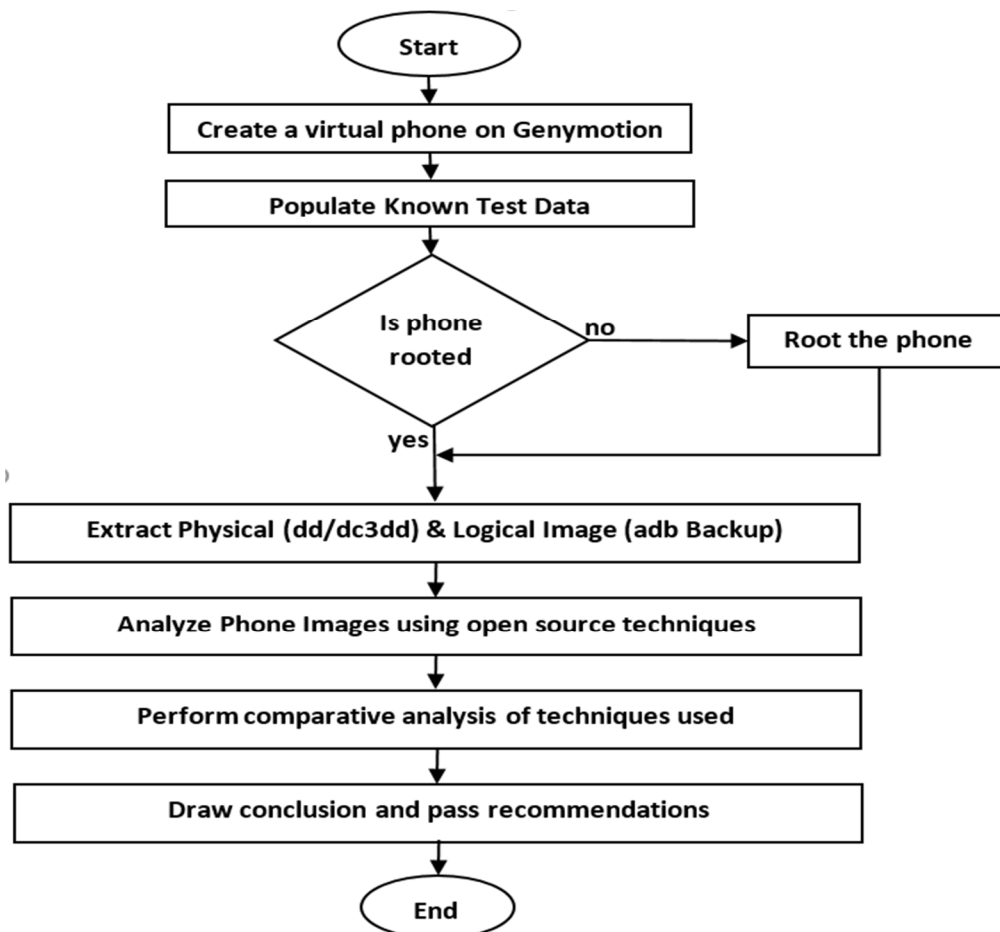 Start
Create a virtual phone on Genymotion
Populate Known Test Data
Is phone
rooted
no
Root the phone
yes
Extract Physical (dd/dc3dd) & Logical Image (adb Backup)
Analyze Phone Images using open source techniques
Perform comparative analysis of techniques used
Draw conclusion and pass recommendations
End